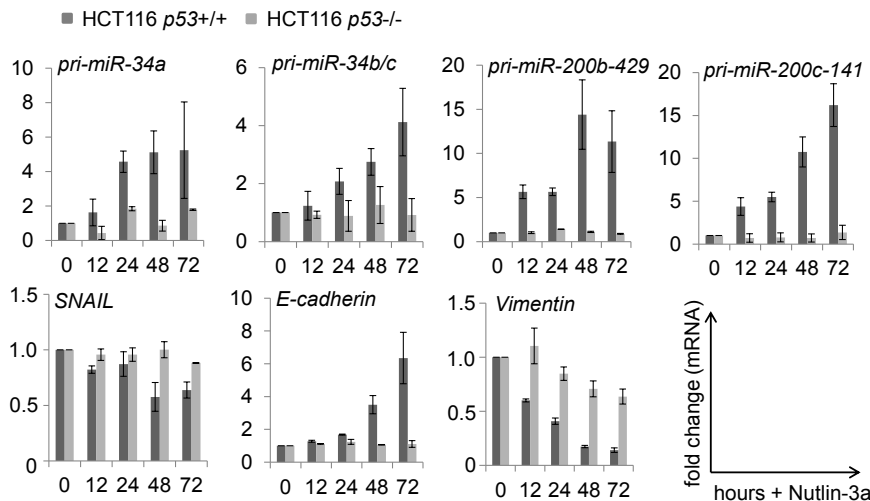 HCT116 p53+/+ HCT116 p53-/-
pri-miR-34a
10
8
6
4
2
0
0 12 24 48 72
pri-miR-34b/c
6
4
2
0
0 12 24 48 72
pri-miR-200b-429
20
15
10
5
0
0 12 24 48 72
pri-miR-200c-141
20
15
10
5
0
0 12 24 48 72
SNAIL
1.5
1.0
0.5
0
0 12 24 48 72
E-cadherin
10
8
6
4
2
0
0 12 24 48 72
Vimentin
1.5
1.0
0.5
0
0 12 24 48 72
fold change (mRNA)
hours + Nutlin-3a